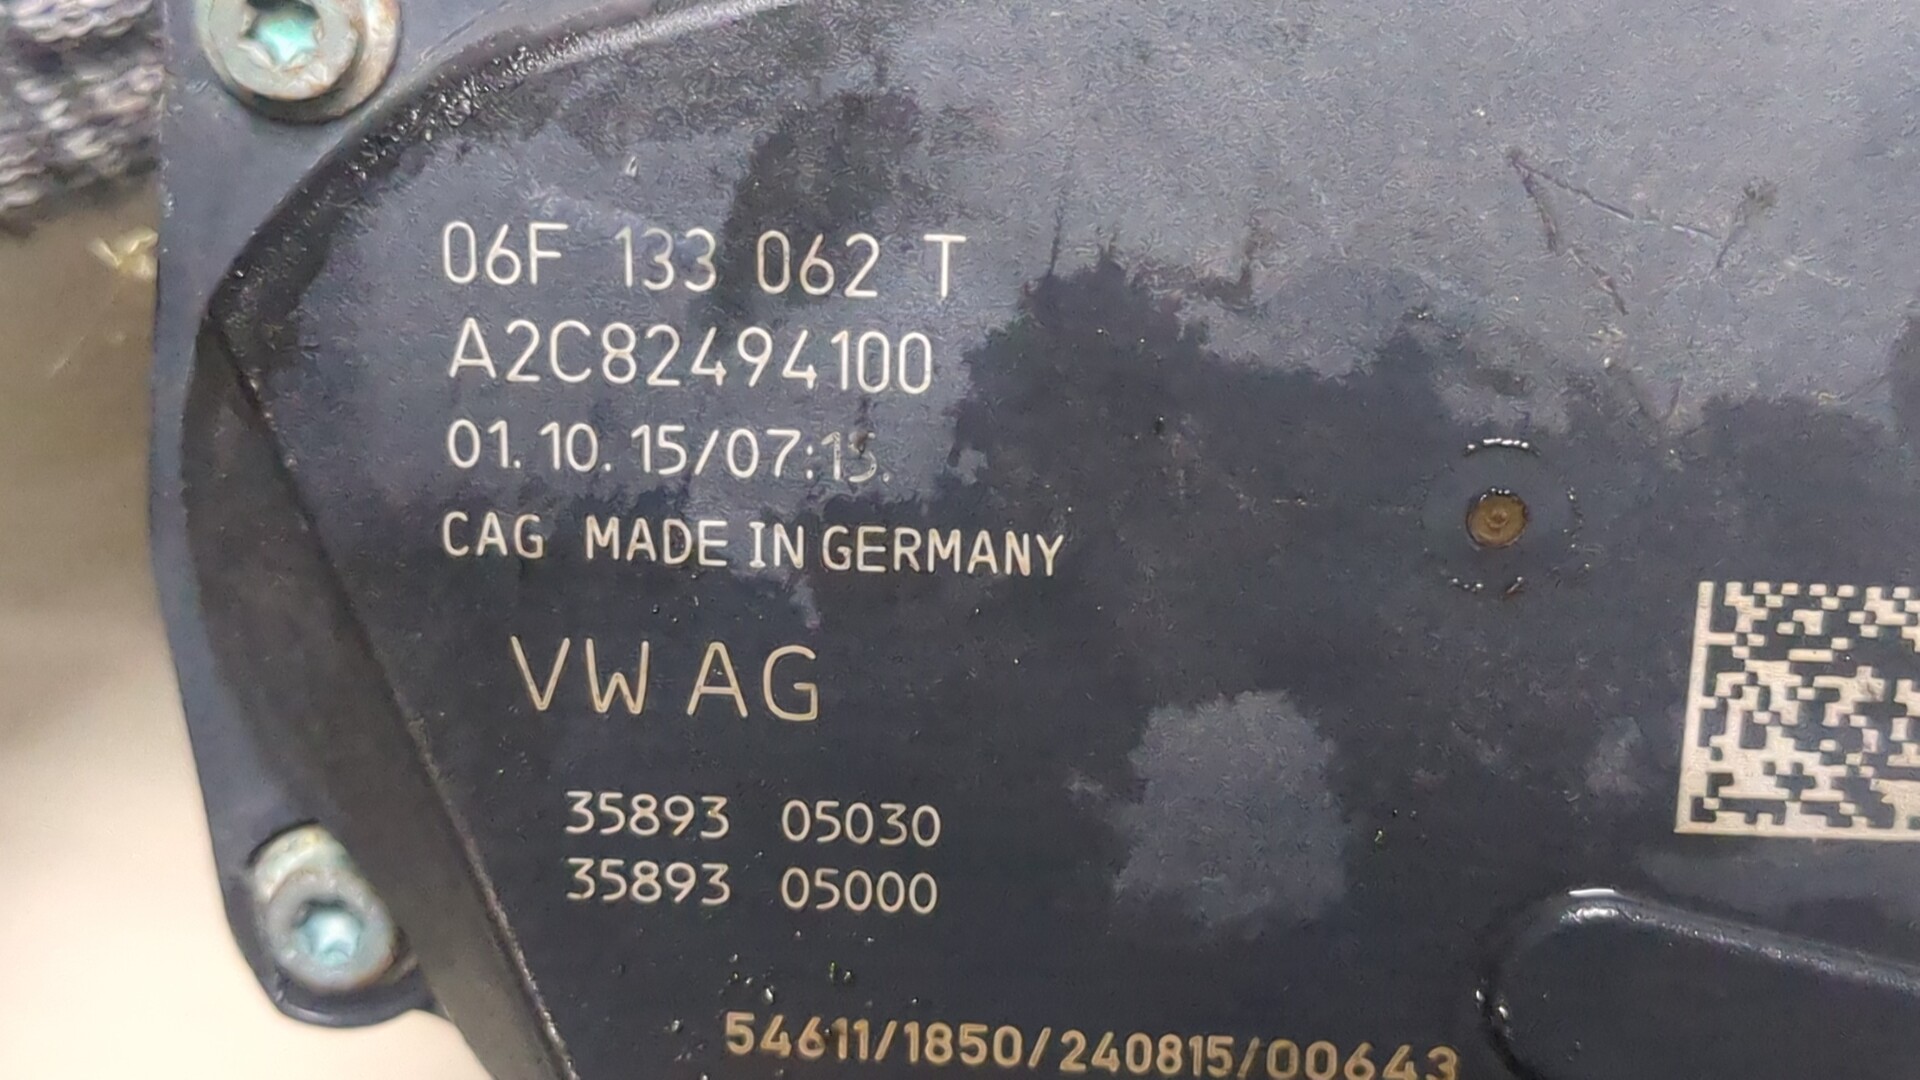 06F 133 062 T
A2C82494100
01.10.15/07:15.
CAG MADE IN GERMANY
VW AG
35893 05030
35893 05000
54611/1850/240815/00643